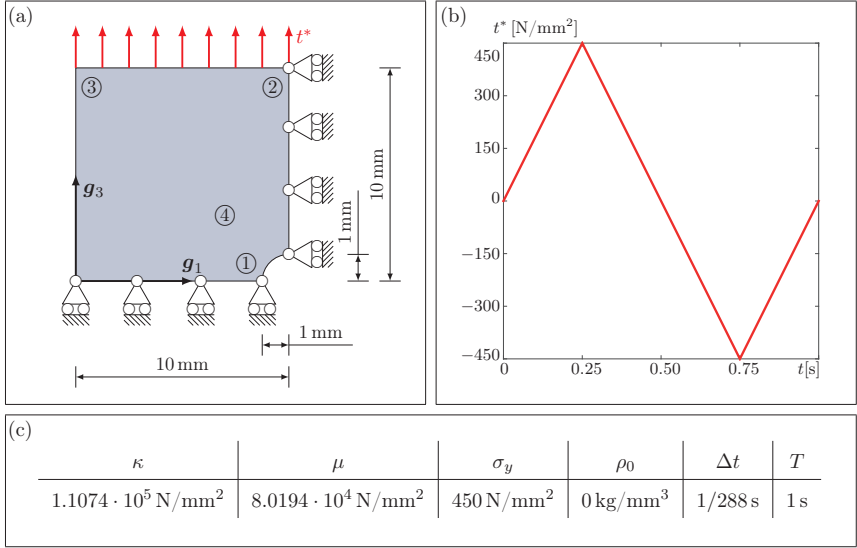 (a)
t*
③
②
g₃
10 mm
④
1 mm
g₁
①
1 mm
10 mm
(b)
t* [N/mm²]
450
300
150
0
−150
−300
−450
0
0.25
0.50
0.75
t[s]
(c)
κ μ σ_y ρ₀ Δt T
1.1074 · 10⁵ N/mm² 8.0194 · 10⁴ N/mm² 450 N/mm² 0 kg/mm³ 1/288 s 1 s